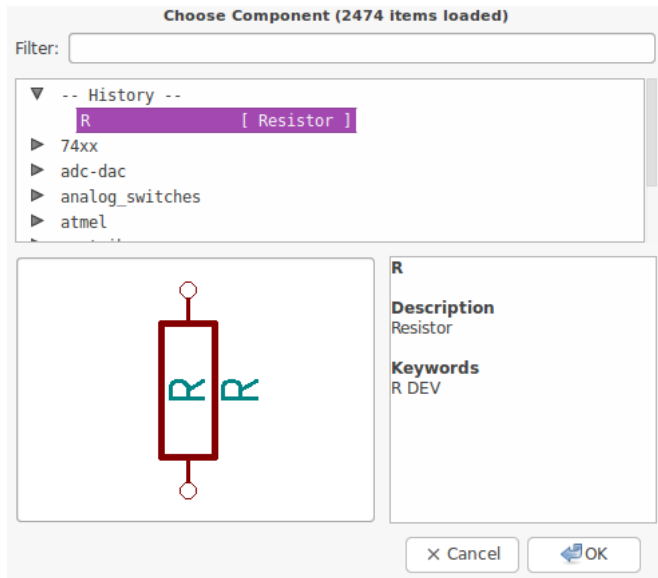 Choose Component (2474 items loaded)
Filter:
-- History --
R [ Resistor ]
74xx
adc-dac
analog_switches
atmel
R R
R
Description
Resistor
Keywords
R DEV
Cancel OK